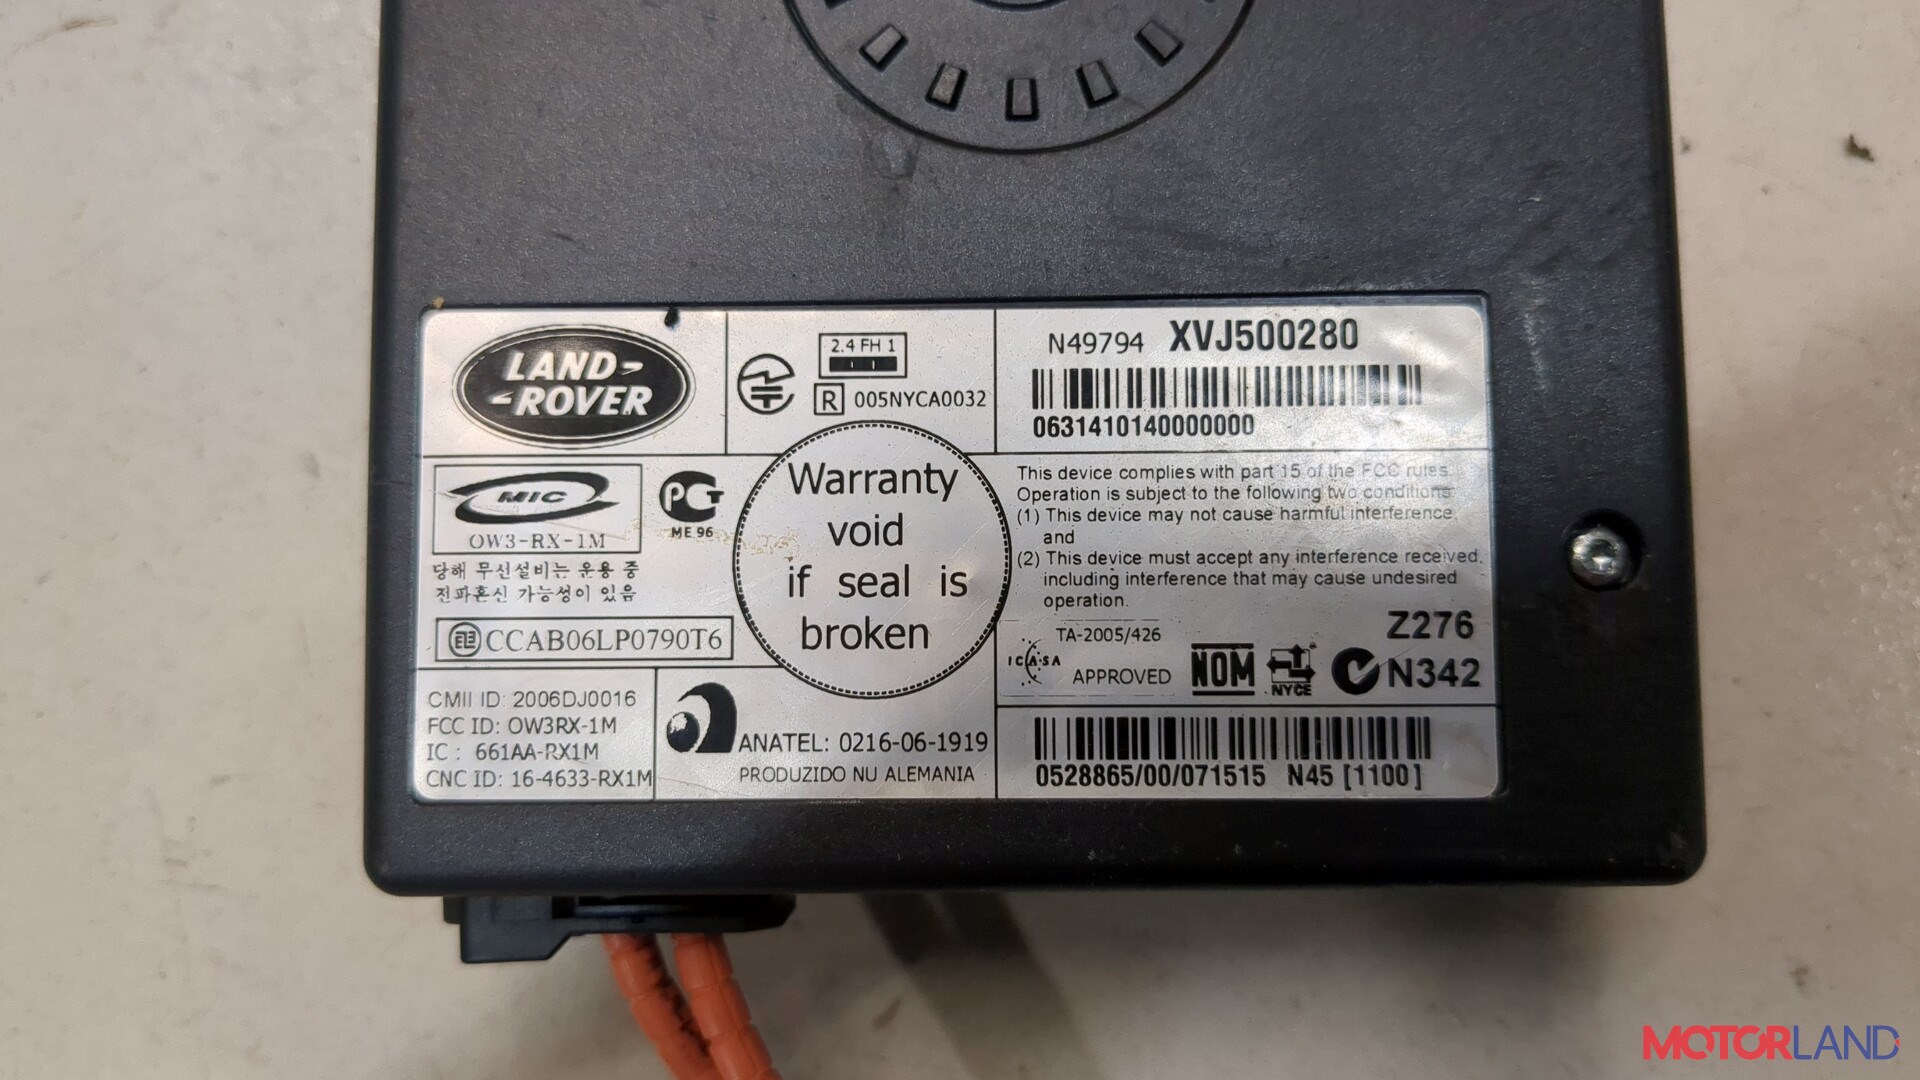 LAND-
-ROVER
2.4 FH 1
R 005NYCA0032
N49794 XVJ500280
0631410140000000
MIC
OW3-RX-1M
당해 무선설비는 운용 중
전파혼신 가능성이 있음
PCT
ME 96
Warranty
void
if seal is
broken
This device complies with part 15 of the FCC rules.
Operation is subject to the following two conditions:
(1) This device may not cause harmful interference,
and
(2) This device must accept any interference received,
including interference that may cause undesired
operation.
CCAB06LP0790T6
ICASA
TA-2005/426
APPROVED
NOM
NYCE
Z276
N342
CMII ID: 2006DJ0016
FCC ID: OW3RX-1M
IC : 661AA-RX1M
CNC ID: 16-4633-RX1M
ANATEL: 0216-06-1919
PRODUZIDO NU ALEMANIA
0528865/00/071515 N45 [1100]
MOTORLAND